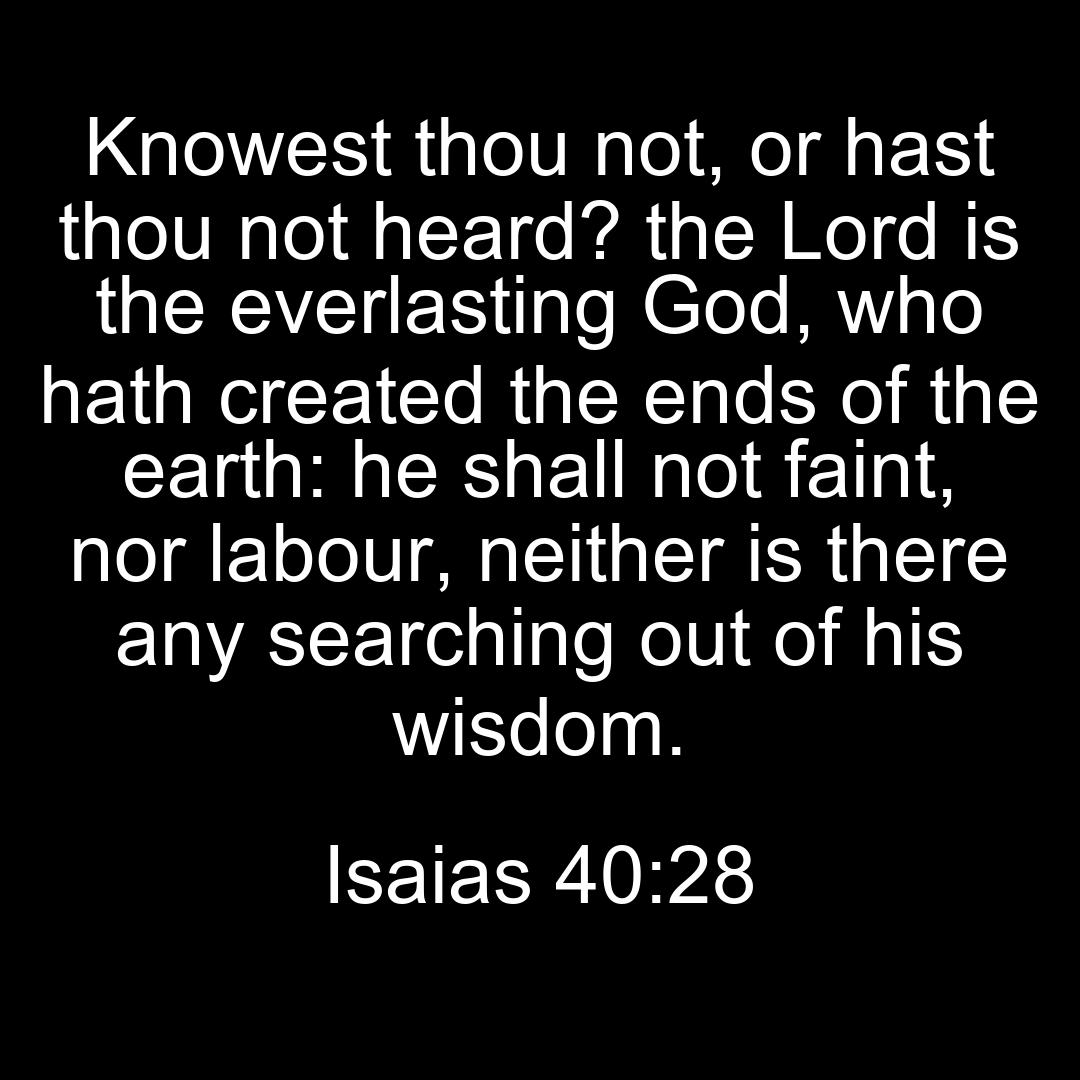 Knowest thou not, or hast
thou not heard? the Lord is
the everlasting God, who
hath created the ends of the
earth: he shall not faint,
nor labour, neither is there
any searching out of his
wisdom.
Isaias 40:28